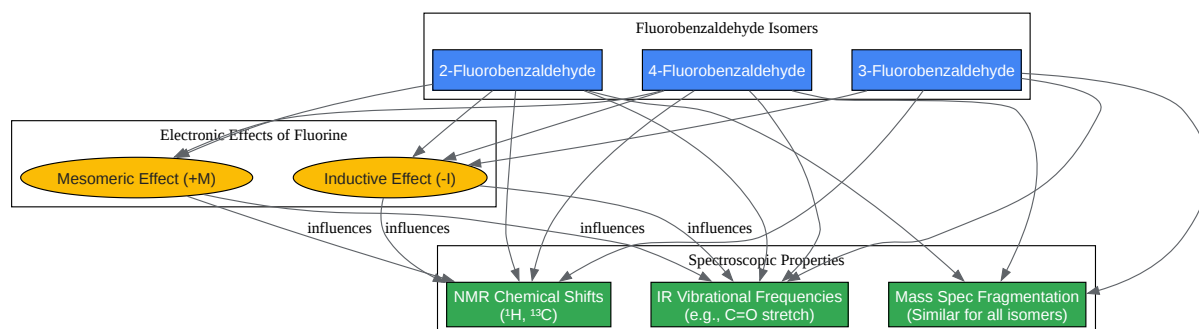 Fluorobenzaldehyde Isomers
2-Fluorobenzaldehyde
4-Fluorobenzaldehyde
3-Fluorobenzaldehyde
Electronic Effects of Fluorine
Mesomeric Effect (+M)
Inductive Effect (-I)
influences
influences
influences
influences
Spectroscopic Properties
NMR Chemical Shifts
(¹H, ¹³C)
IR Vibrational Frequencies
(e.g., C=O stretch)
Mass Spec Fragmentation
(Similar for all isomers)